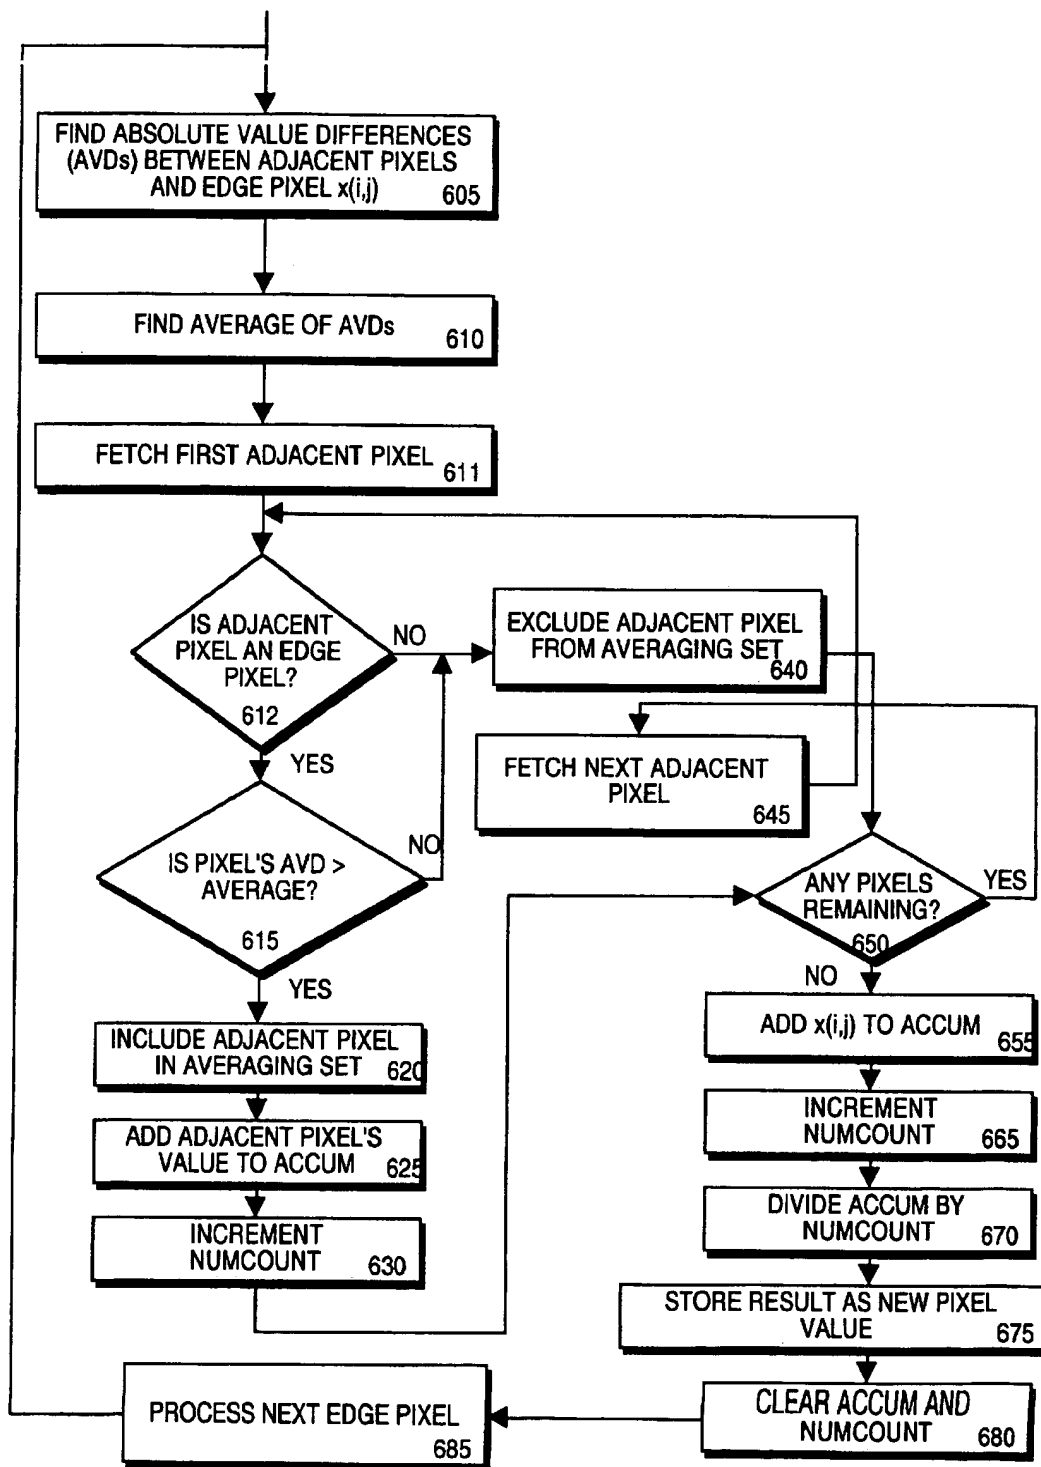 FIND ABSOLUTE VALUE DIFFERENCES
(AVDs) BETWEEN ADJACENT PIXELS
AND EDGE PIXEL x(i,j)
605
FIND AVERAGE OF AVDs
610
FETCH FIRST ADJACENT PIXEL
611
IS ADJACENT
PIXEL AN EDGE
PIXEL?
612
NO
YES
EXCLUDE ADJACENT PIXEL
FROM AVERAGING SET
640
FETCH NEXT ADJACENT
PIXEL
645
IS PIXEL'S AVD >
AVERAGE?
615
NO
YES
ANY PIXELS
REMAINING?
650
YES
NO
INCLUDE ADJACENT PIXEL
IN AVERAGING SET
620
ADD ADJACENT PIXEL'S
VALUE TO ACCUM
625
INCREMENT
NUMCOUNT
630
ADD x(i,j) TO ACCUM
655
INCREMENT
NUMCOUNT
665
DIVIDE ACCUM BY
NUMCOUNT
670
STORE RESULT AS NEW PIXEL
VALUE
675
CLEAR ACCUM AND
NUMCOUNT
680
PROCESS NEXT EDGE PIXEL
685